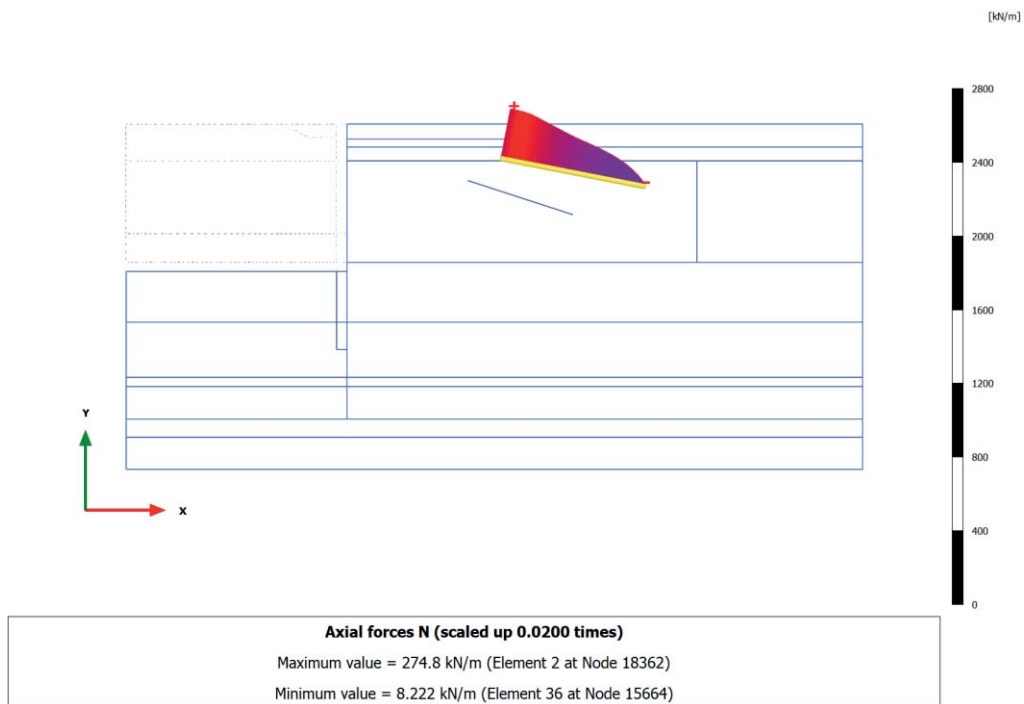 [kN/m]
2800
2400
2000
1600
1200
800
400
0
Y
X
Axial forces N (scaled up 0.0200 times)
Maximum value = 274.8 kN/m (Element 2 at Node 18362)
Minimum value = 8.222 kN/m (Element 36 at Node 15664)